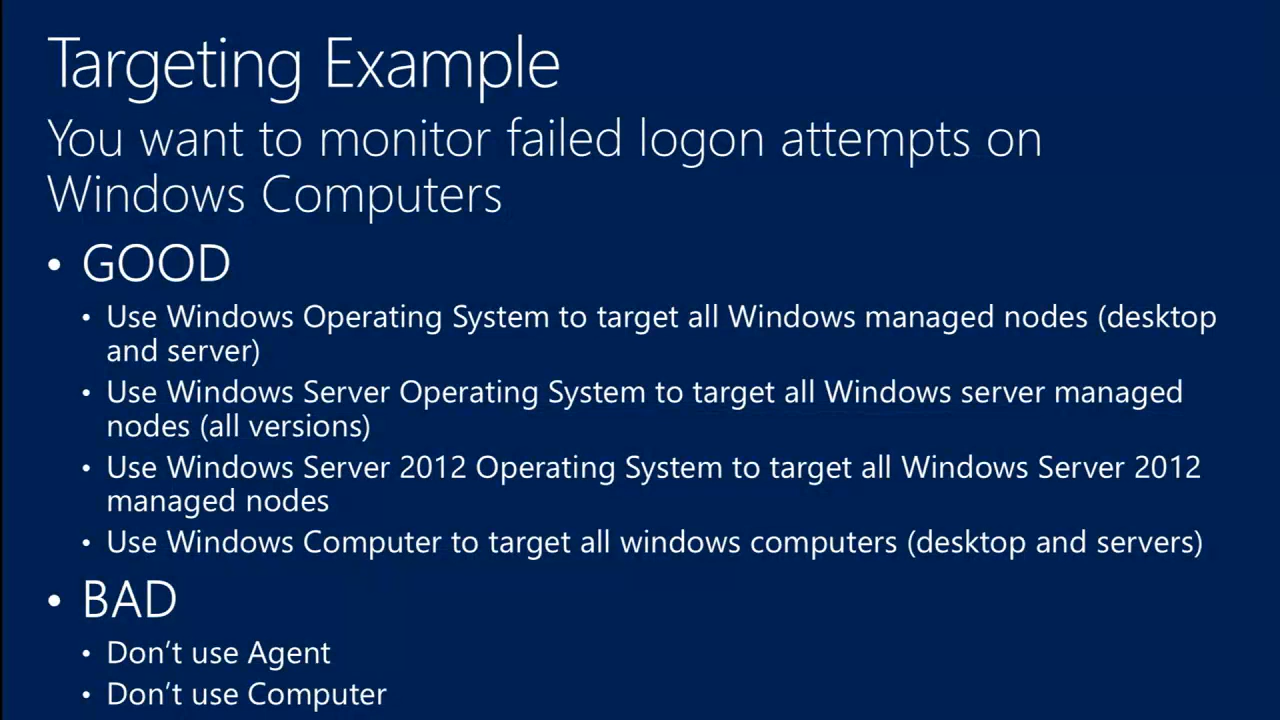 Targeting Example
You want to monitor failed logon attempts on
Windows Computers
• GOOD
• Use Windows Operating System to target all Windows managed nodes (desktop
and server)
• Use Windows Server Operating System to target all Windows server managed
nodes (all versions)
• Use Windows Server 2012 Operating System to target all Windows Server 2012
managed nodes
• Use Windows Computer to target all windows computers (desktop and servers)
• BAD
• Don't use Agent
• Don't use Computer